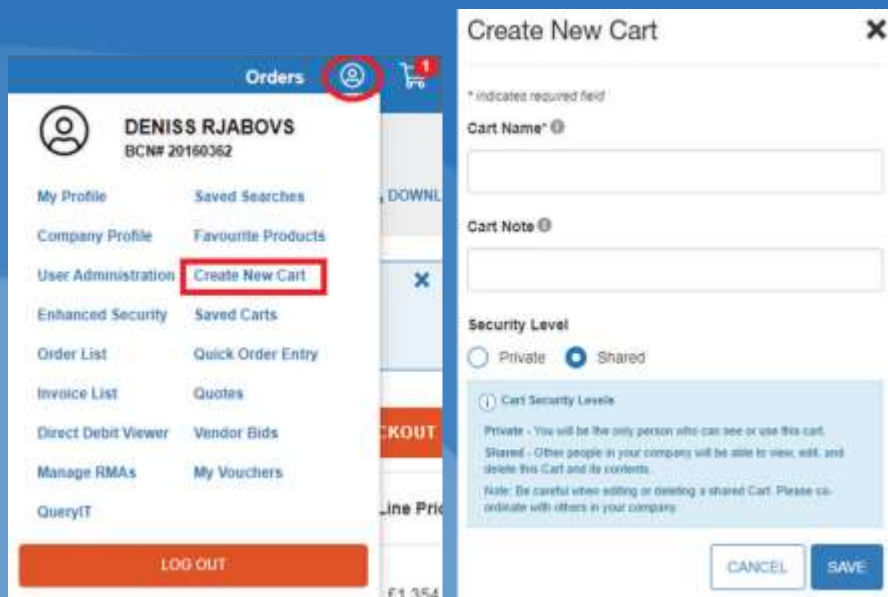 Orders
1
DENISS RJABOVS
BCN# 20160362
My Profile
Saved Searches
Company Profile
Favourite Products
User Administration
Create New Cart
Enhanced Security
Saved Carts
Order List
Quick Order Entry
Invoice List
Quotes
Direct Debit Viewer
Vendor Bids
Manage RMAs
My Vouchers
QueryIT
LOG OUT
, DOWNL
CKOUT
Line Pric
£1,354
Create New Cart
* indicates required field
Cart Name*
Cart Note
Security Level
Private
Shared
Cart Security Levels
Private - You will be the only person who can see or use this cart.
Shared - Other people in your company will be able to view, edit, and
delete this Cart and its contents.
Note: Be careful when editing or deleting a shared Cart. Please co-
ordinate with others in your company.
CANCEL
SAVE